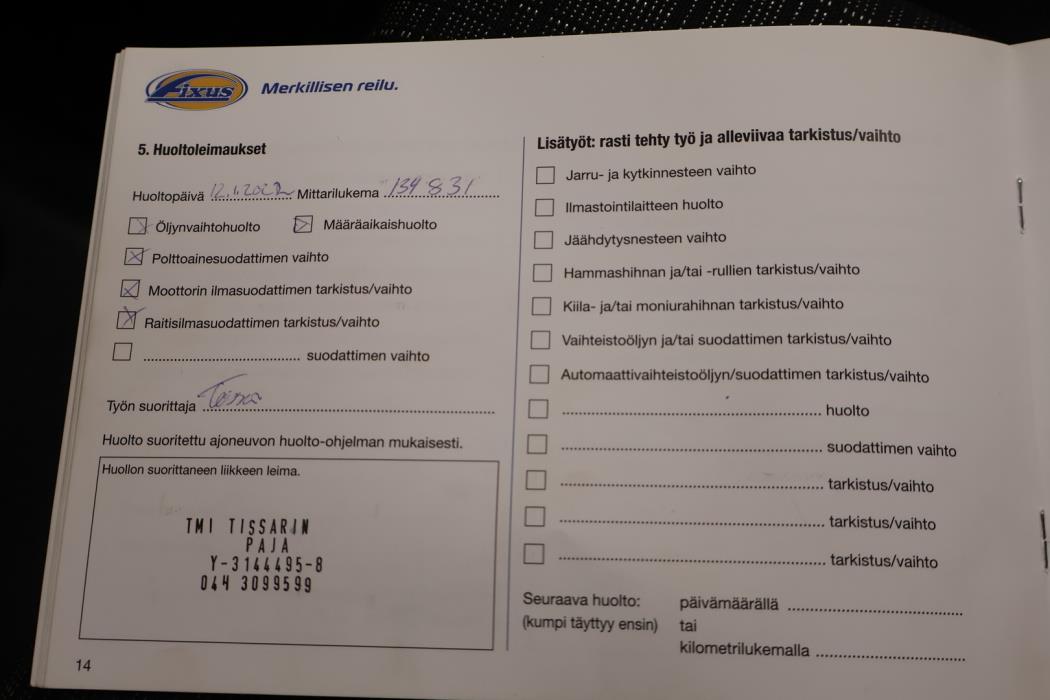 Fixus Merkillisen reilu.
5. Huoltoleimaukset
Huoltopäivä 12.1.2022 Mittarilukema 139 831
Öljynvaihtohuolto Määräaikaishuolto
Polttoainesuodattimen vaihto
Moottorin ilmasuodattimen tarkistus/vaihto
Raitisilmasuodattimen tarkistus/vaihto
suodattimen vaihto
Työn suorittaja
Huolto suoritettu ajoneuvon huolto-ohjelman mukaisesti.
Huollon suorittaneen liikkeen leima.
TMI TISSARIN
PAJA
Y-3144495-8
044 3099599
14
Lisätyöt: rasti tehty työ ja alleviivaa tarkistus/vaihto
Jarru- ja kytkinnesteen vaihto
Ilmastointilaitteen huolto
Jäähdytysnesteen vaihto
Hammashihnan ja/tai -rullien tarkistus/vaihto
Kiila- ja/tai moniurahihnan tarkistus/vaihto
Vaihteistoöljyn ja/tai suodattimen tarkistus/vaihto
Automaattivaihteistoöljyn/suodattimen tarkistus/vaihto
huolto
suodattimen vaihto
tarkistus/vaihto
tarkistus/vaihto
tarkistus/vaihto
Seuraava huolto: päivämäärällä
(kumpi täyttyy ensin) tai
kilometrilukemalla